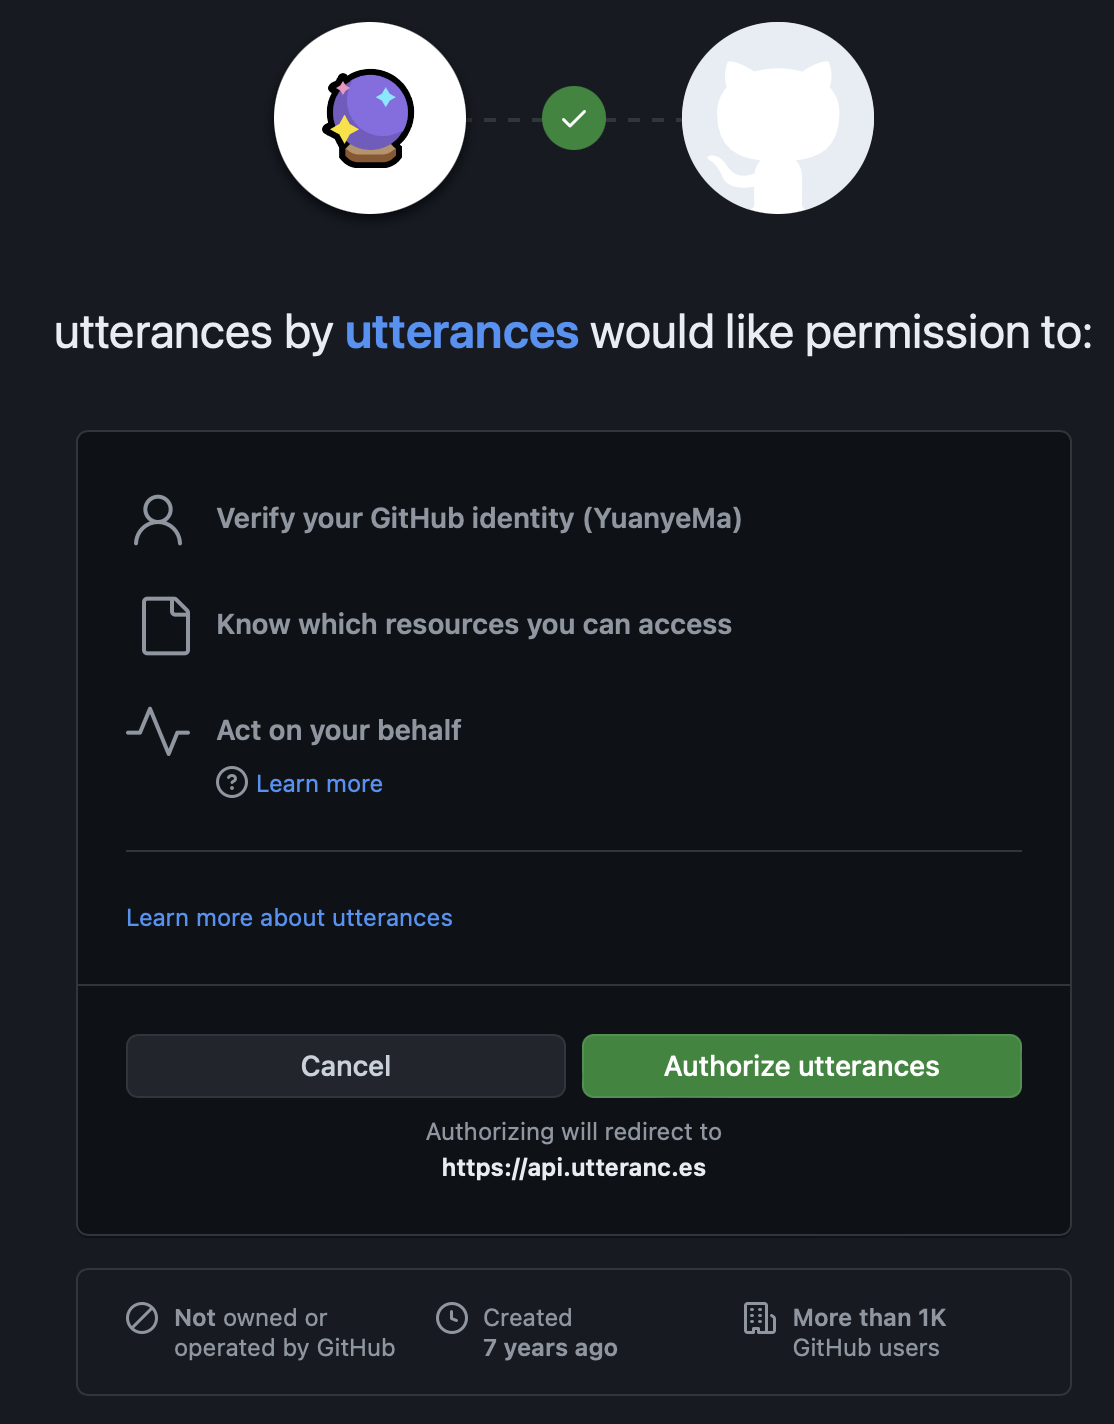 utterances by utterances would like permission to:
Verify your GitHub identity (YuanyeMa)
Know which resources you can access
Act on your behalf
Learn more
Learn more about utterances
Cancel
Authorize utterances
Authorizing will redirect to
https://api.utteranc.es
Not owned or
operated by GitHub
Created
7 years ago
More than 1K
GitHub users